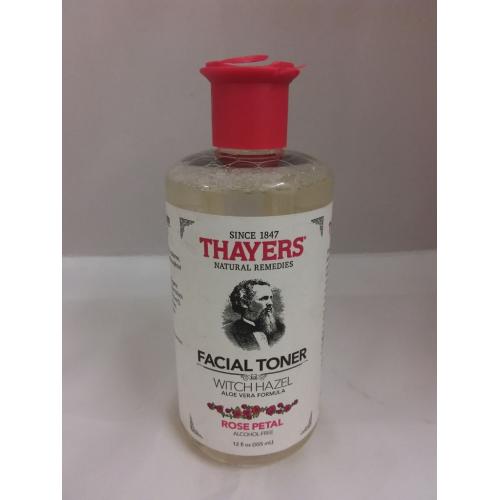 SINCE 1847
THAYERS®
NATURAL REMEDIES
FACIAL TONER
WITCH HAZEL
ALOE VERA FORMULA
ROSE PETAL
ALCOHOL-FREE
12 fl oz (355 mL)